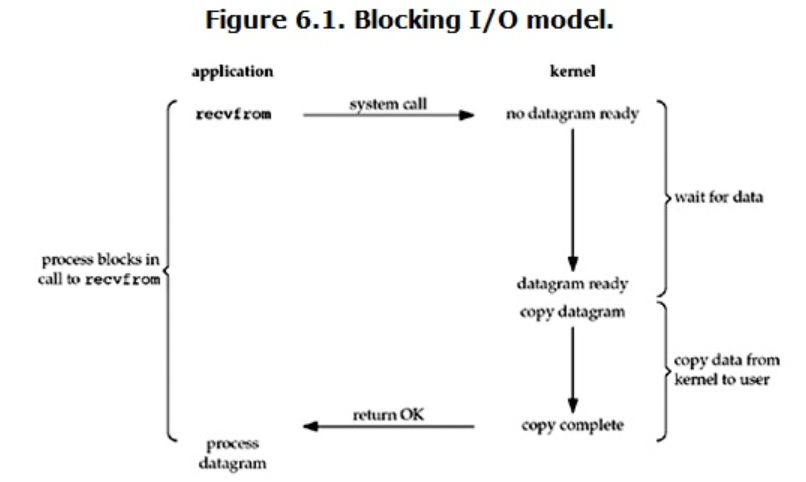 Figure 6.1. Blocking I/O model.
application
kernel
recvfrom
system call
no datagram ready
wait for data
process blocks in
call to recvfrom
datagram ready
copy datagram
copy data from
kernel to user
return OK
copy complete
process
datagram